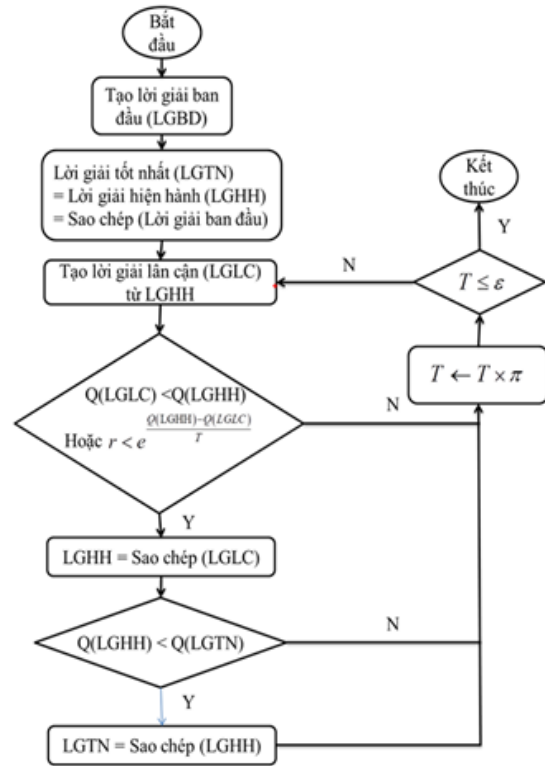 Bắt
đầu
Tạo lời giải ban
đầu (LGBD)
Lời giải tốt nhất (LGTN)
= Lời giải hiện hành (LGHH)
= Sao chép (Lời giải ban đầu)
Tạo lời giải lân cận (LGLC)
từ LGHH
Q(LGLC) <Q(LGHH)
Hoặc r < e^{\frac{Q(LGHH)-Q(LGLC)}{T}}
N
Y
LGHH = Sao chép (LGLC)
Q(LGHH) < Q(LGTN)
N
Y
LGTN = Sao chép (LGHH)
T ← T × π
T ≤ ε
N
Y
Kết
thúc